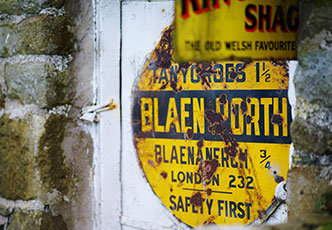 SHAG
THE OLD WELSH FAVOURITE
TANYGROES 1½
BLAENPORTH
BLAENANERCH 3/4
LONDON 232
SAFETY FIRST